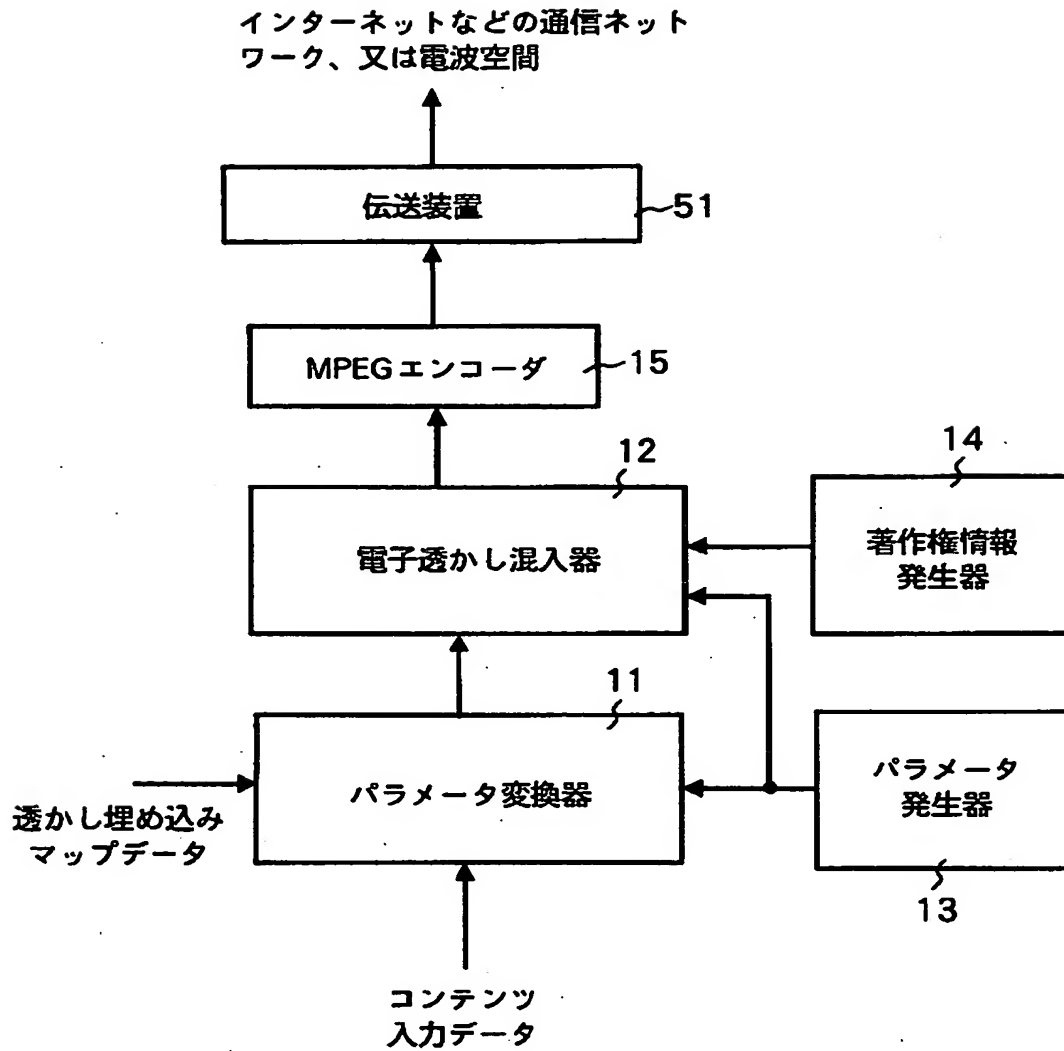 インターネットなどの通信ネット
ワーク、又は電波空間
伝送装置
51
MPEGエンコーダ
15
12
14
電子透かし混入器
著作権情報
発生器
11
パラメータ変換器
パラメータ
発生器
透かし埋め込み
マップデータ
13
コンテンツ
入力データ